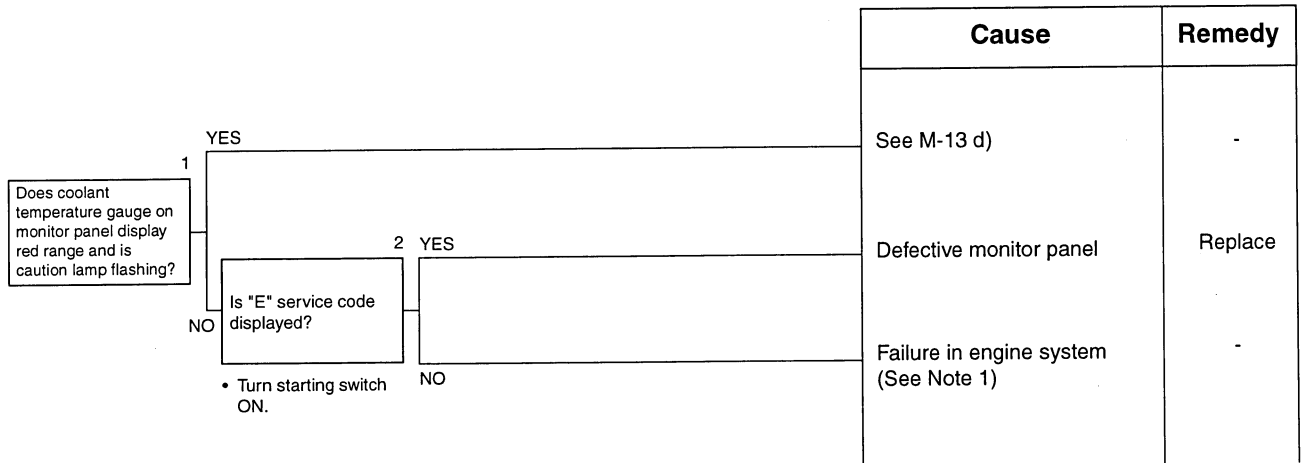 Cause
Remedy
YES
See M-13 d)
-
1
Does coolant
temperature gauge on
monitor panel display
red range and is
caution lamp flashing?
2
YES
Defective monitor panel
Replace
Is "E" service code
displayed?
NO
NO
Failure in engine system
(See Note 1)
-
• Turn starting switch
ON.